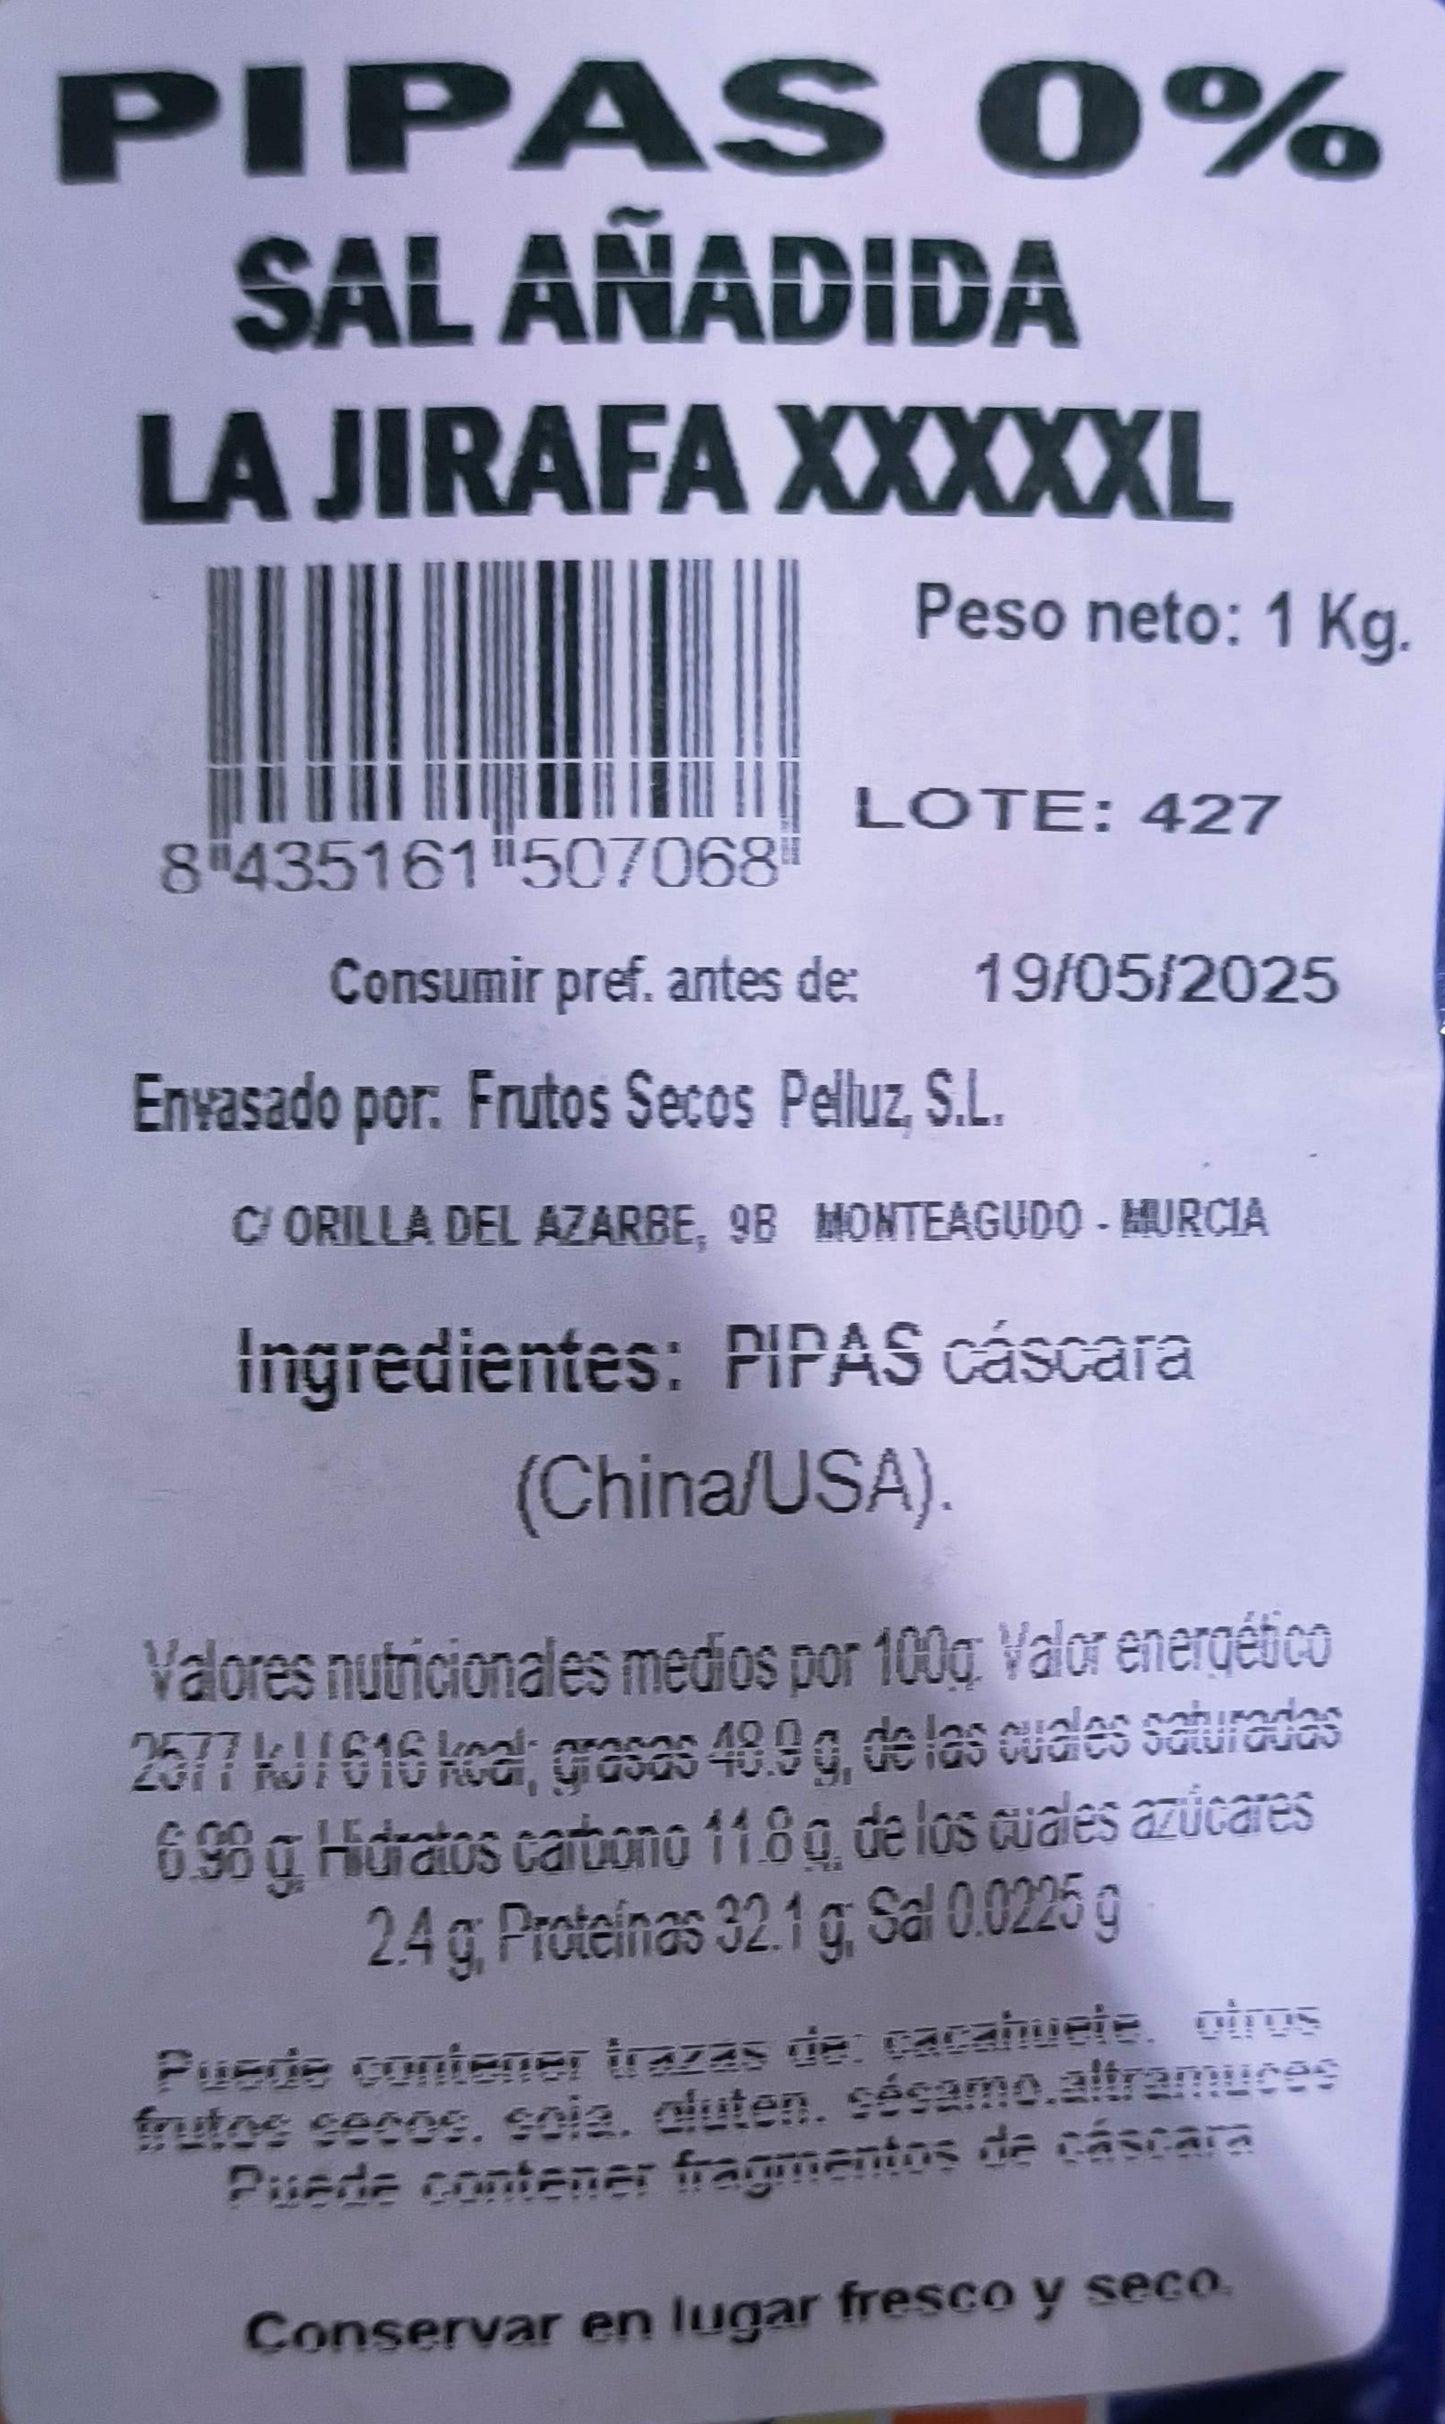 PIPAS 0%
SAL AÑADIDA
LA JIRAFA XXXXXL
Peso neto: 1 Kg.
LOTE: 427
8 435161 507068
Consumir pref. antes de: 19/05/2025
Envasado por: Frutos Secos Pelluz, S.L.
C/ ORILLA DEL AZARBE, 9B MONTEAGUDO - MURCIA
Ingredientes: PIPAS cáscara
(China/USA).
Valores nutricionales medios por 100g: Valor energético
2577 kJ / 616 kcal; grasas 48.9 g, de las cuales saturadas
6.98 g; Hidratos carbono 11.8 g, de los cuales azúcares
2.4 g; Proteínas 32.1 g; Sal 0.0225 g
Puede contener trazas de: cacahuete, otros
frutos secos, soja, gluten, sésamo,altramuces
Puede contener fragmentos de cáscara
Conservar en lugar fresco y seco.